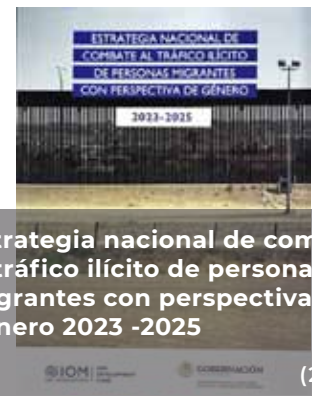 ESTRATEGIA NACIONAL DE
COMBATE AL TRÁFICO ILÍCITO
DE PERSONAS MIGRANTES
CON PERSPECTIVA DE GÉNERO
2023-2025
trategia nacional de com
tráfico ilícito de persona
grantes con perspectiva
nero 2023 -2025
IOM
GOBERNACIÓN
(2